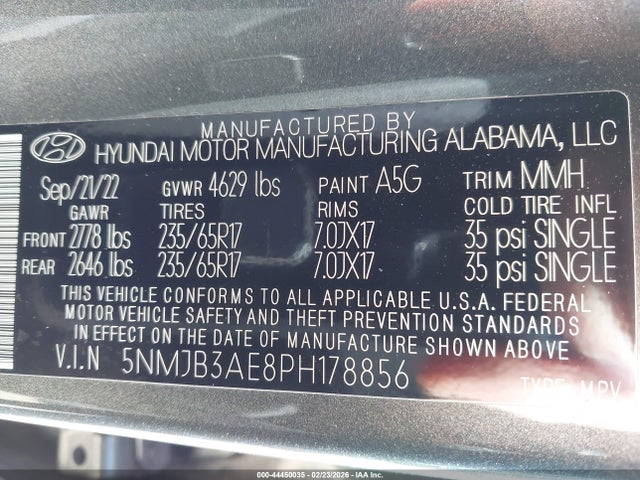 MANUFACTURED BY
HYUNDAI MOTOR MANUFACTURING ALABAMA, LLC
Sep/21/22 GVWR 4629 lbs PAINT A5G TRIM MMH
GAWR TIRES RIMS COLD TIRE INFL
FRONT 2778 lbs 235/65R17 7.0JX17 35 psi SINGLE
REAR 2646 lbs 235/65R17 7.0JX17 35 psi SINGLE
THIS VEHICLE CONFORMS TO ALL APPLICABLE U.S.A. FEDERAL
MOTOR VEHICLE SAFETY AND THEFT PREVENTION STANDARDS
IN EFFECT ON THE DATE OF MANUFACTURE SHOWN ABOVE.
V.I.N 5NMJB3AE8PH178856 TYPE: MPV
000-44450035 - 02/23/2026 - IAA Inc.